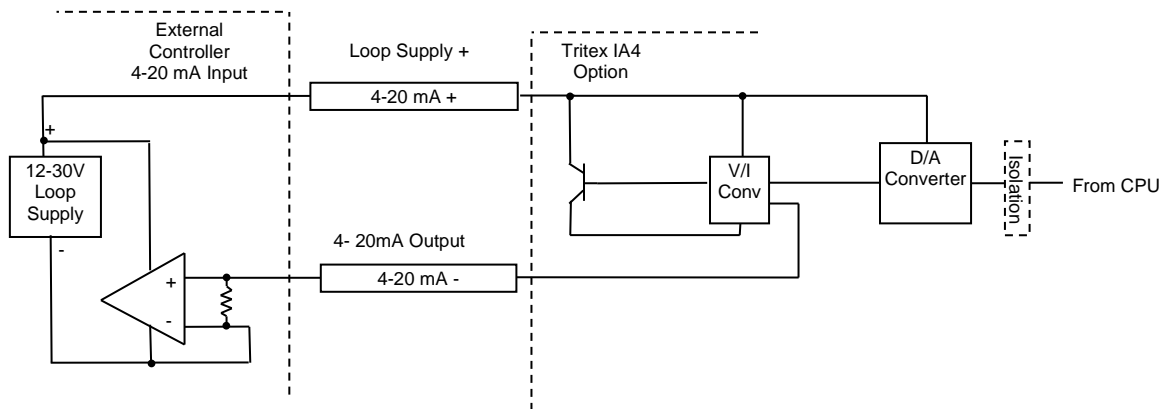 External
Controller
4-20 mA Input
Loop Supply +
Tritex IA4
Option
4-20 mA +
+
12-30V
Loop
Supply
-
V/I
Conv
D/A
Converter
Isolation
From CPU
4- 20mA Output
4-20 mA -
+
-